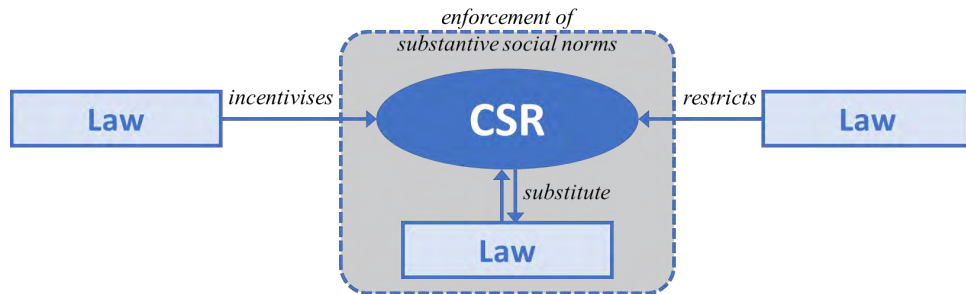 enforcement of
substantive social norms
Law
incentivises
CSR
restricts
Law
substitute
Law